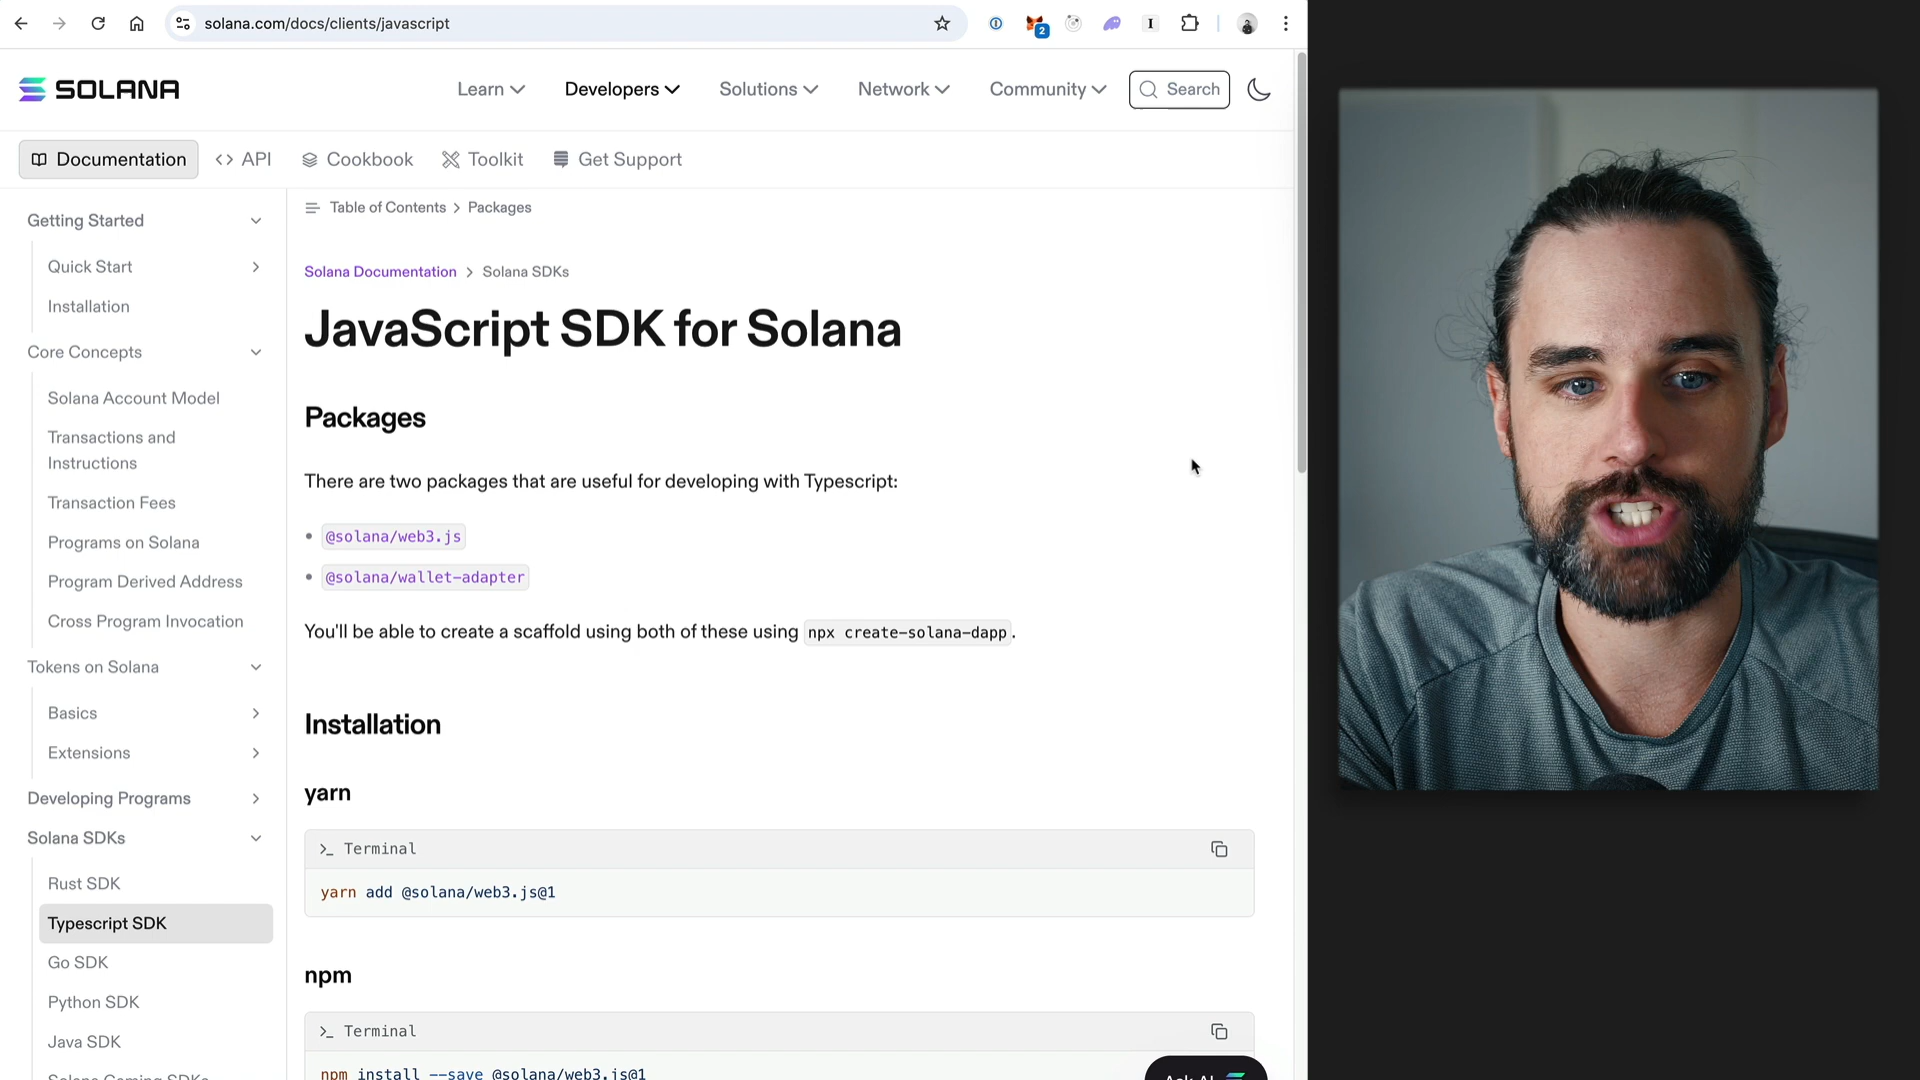 solana.com/docs/clients/javascript
2
SOLANA
Learn
Developers
Solutions
Network
Community
Search
Documentation
<> API
Cookbook
Toolkit
Get Support
Getting Started
Quick Start
Installation
Core Concepts
Solana Account Model
Transactions and
Instructions
Transaction Fees
Programs on Solana
Program Derived Address
Cross Program Invocation
Tokens on Solana
Basics
Extensions
Developing Programs
Solana SDKs
Rust SDK
Typescript SDK
Go SDK
Python SDK
Java SDK
Solana Gaming SDKs
Table of Contents > Packages
Solana Documentation > Solana SDKs
JavaScript SDK for Solana
Packages
There are two packages that are useful for developing with Typescript:
• @solana/web3.js
• @solana/wallet-adapter
You'll be able to create a scaffold using both of these using npx create-solana-dapp.
Installation
yarn
>_ Terminal
yarn add @solana/web3.js@1
npm
>_ Terminal
npm install --save @solana/web3.js@1
Ask AI